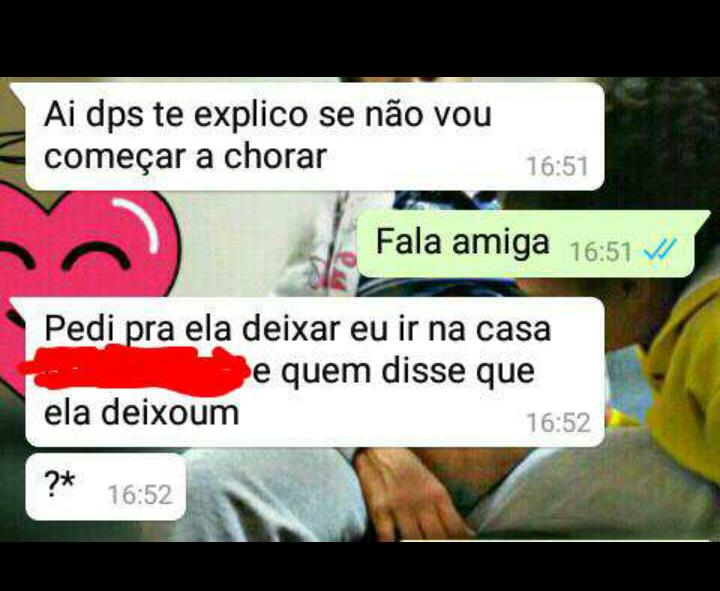 Ai dps te explico se não vou
começar a chorar
16:51
Fala amiga 16:51
Pedi pra ela deixar eu ir na casa
e quem disse que
ela deixoum
16:52
?* 16:52